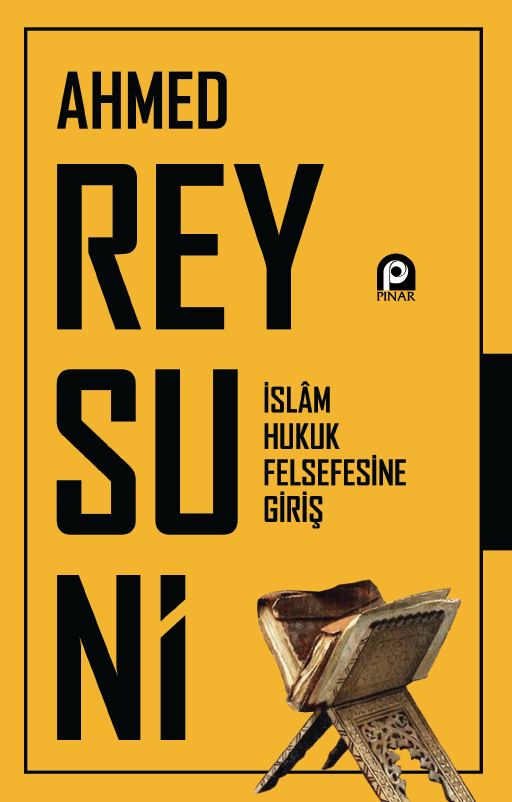 AHMED
REY
SU
Nİ
PINAR
İSLÂM
HUKUK
FELSEFESİNE
GİRİŞ